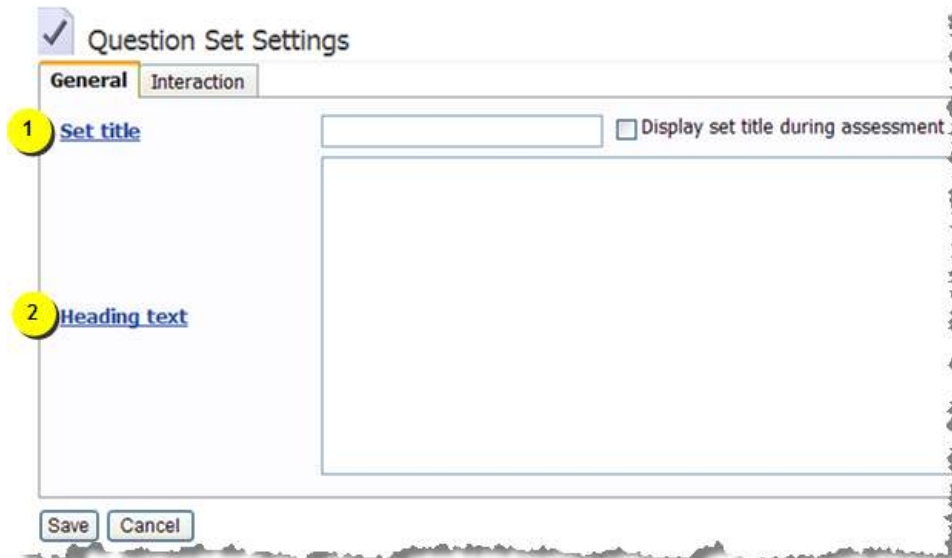 Question Set Settings
General Interaction
1 Set title Display set title during assessment
2 Heading text
Save Cancel